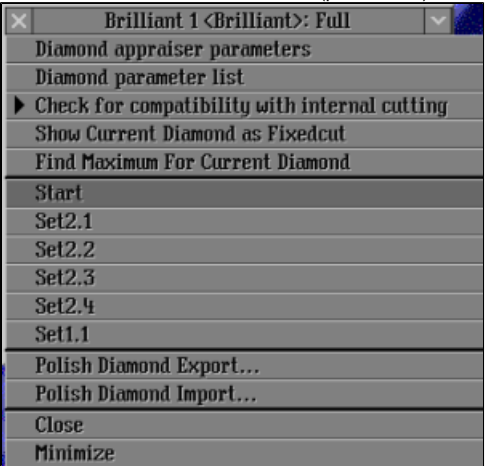 Brilliant 1 <Brilliant>: Full
Diamond appraiser parameters
Diamond parameter list
Check for compatibility with internal cutting
Show Current Diamond as Fixedcut
Find Maximum For Current Diamond
Start
Set2.1
Set2.2
Set2.3
Set2.4
Set1.1
Polish Diamond Export...
Polish Diamond Import...
Close
Minimize